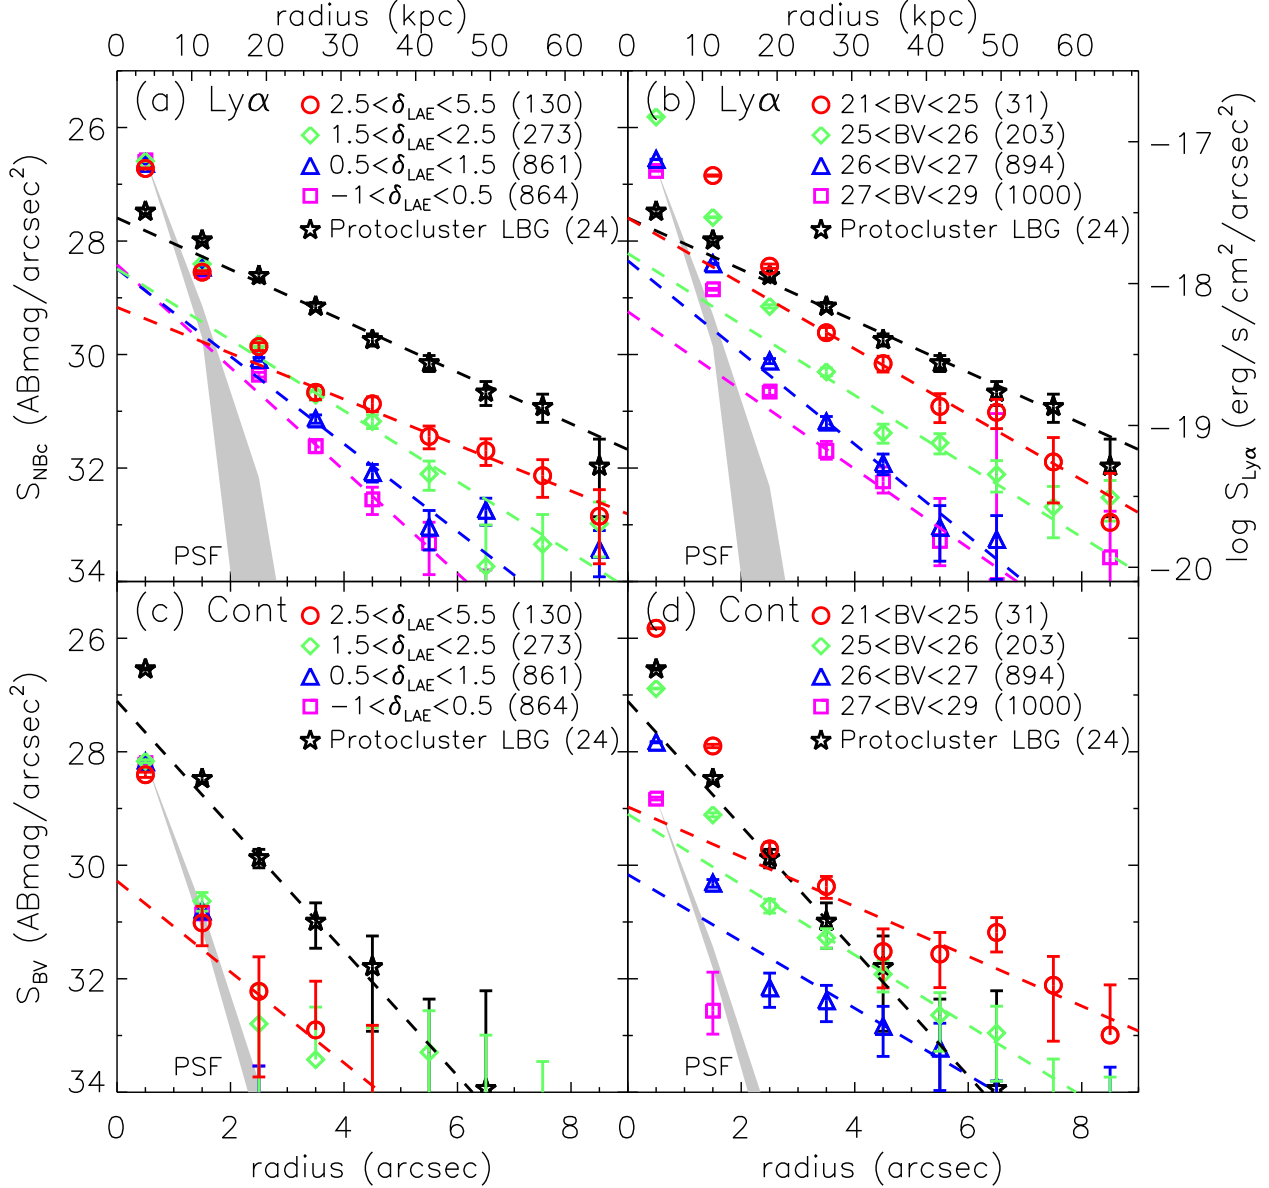 radius (kpc) radius (kpc)
0 10 20 30 40 50 60 0 10 20 30 40 50 60
(a) Lyα
2.5<δLAE<5.5 (130)
1.5<δLAE<2.5 (273)
0.5<δLAE<1.5 (861)
−1<δLAE<0.5 (864)
Protocluster LBG (24)
PSF
26
28
30
32
34
SNBc (ABmag/arcsec2)
(b) Lyα
21<BV<25 (31)
25<BV<26 (203)
26<BV<27 (894)
27<BV<29 (1000)
Protocluster LBG (24)
PSF
−17
−18
−19
−20
log SLyα (erg/s/cm2/arcsec2)
(c) Cont
2.5<δLAE<5.5 (130)
1.5<δLAE<2.5 (273)
0.5<δLAE<1.5 (861)
−1<δLAE<0.5 (864)
Protocluster LBG (24)
PSF
26
28
30
32
34
SBV (ABmag/arcsec2)
(d) Cont
21<BV<25 (31)
25<BV<26 (203)
26<BV<27 (894)
27<BV<29 (1000)
Protocluster LBG (24)
PSF
0 2 4 6 8 0 2 4 6 8
radius (arcsec) radius (arcsec)